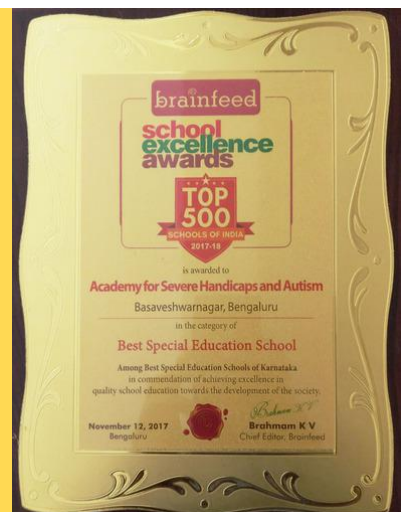 brainfeed
school
excellence
awards
TOP
500
SCHOOLS OF INDIA
2017-18
is awarded to
Academy for Severe Handicaps and Autism
Basaveshwarnagar, Bengaluru
in the category of
Best Special Education School
Among Best Special Education Schools of Karnataka
in commendation of achieving excellence in
quality school education towards the development of the society.
November 12, 2017
Bengaluru
Brahmam K V
Brahmam K V
Chief Editor, Brainfeed